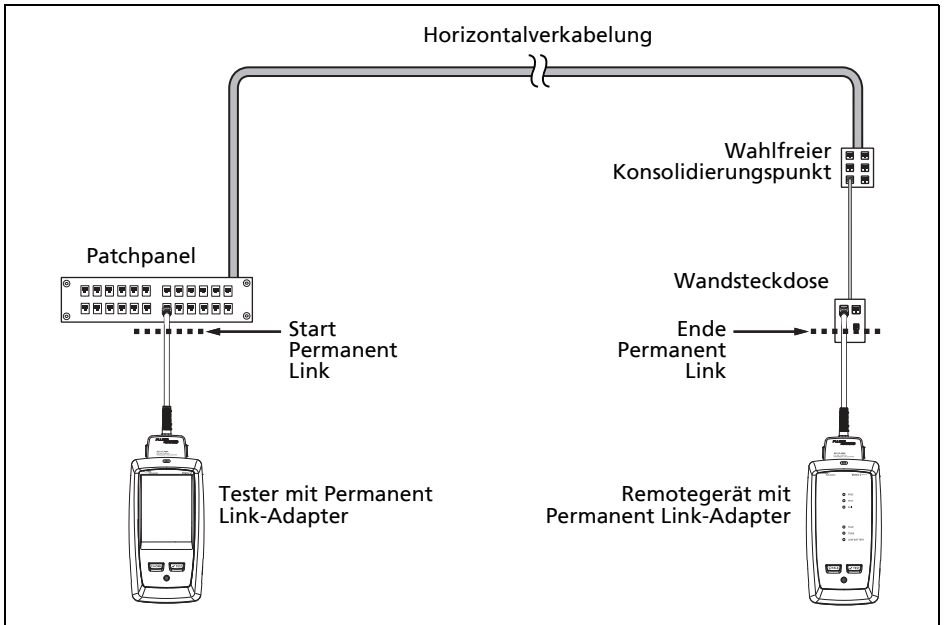 Horizontalverkabelung
Wahlfreier
Konsolidierungspunkt
Patchpanel
Wandsteckdose
Start
Permanent
Link
Ende
Permanent
Link
Tester mit Permanent
Link-Adapter
Remotegerät mit
Permanent Link-Adapter